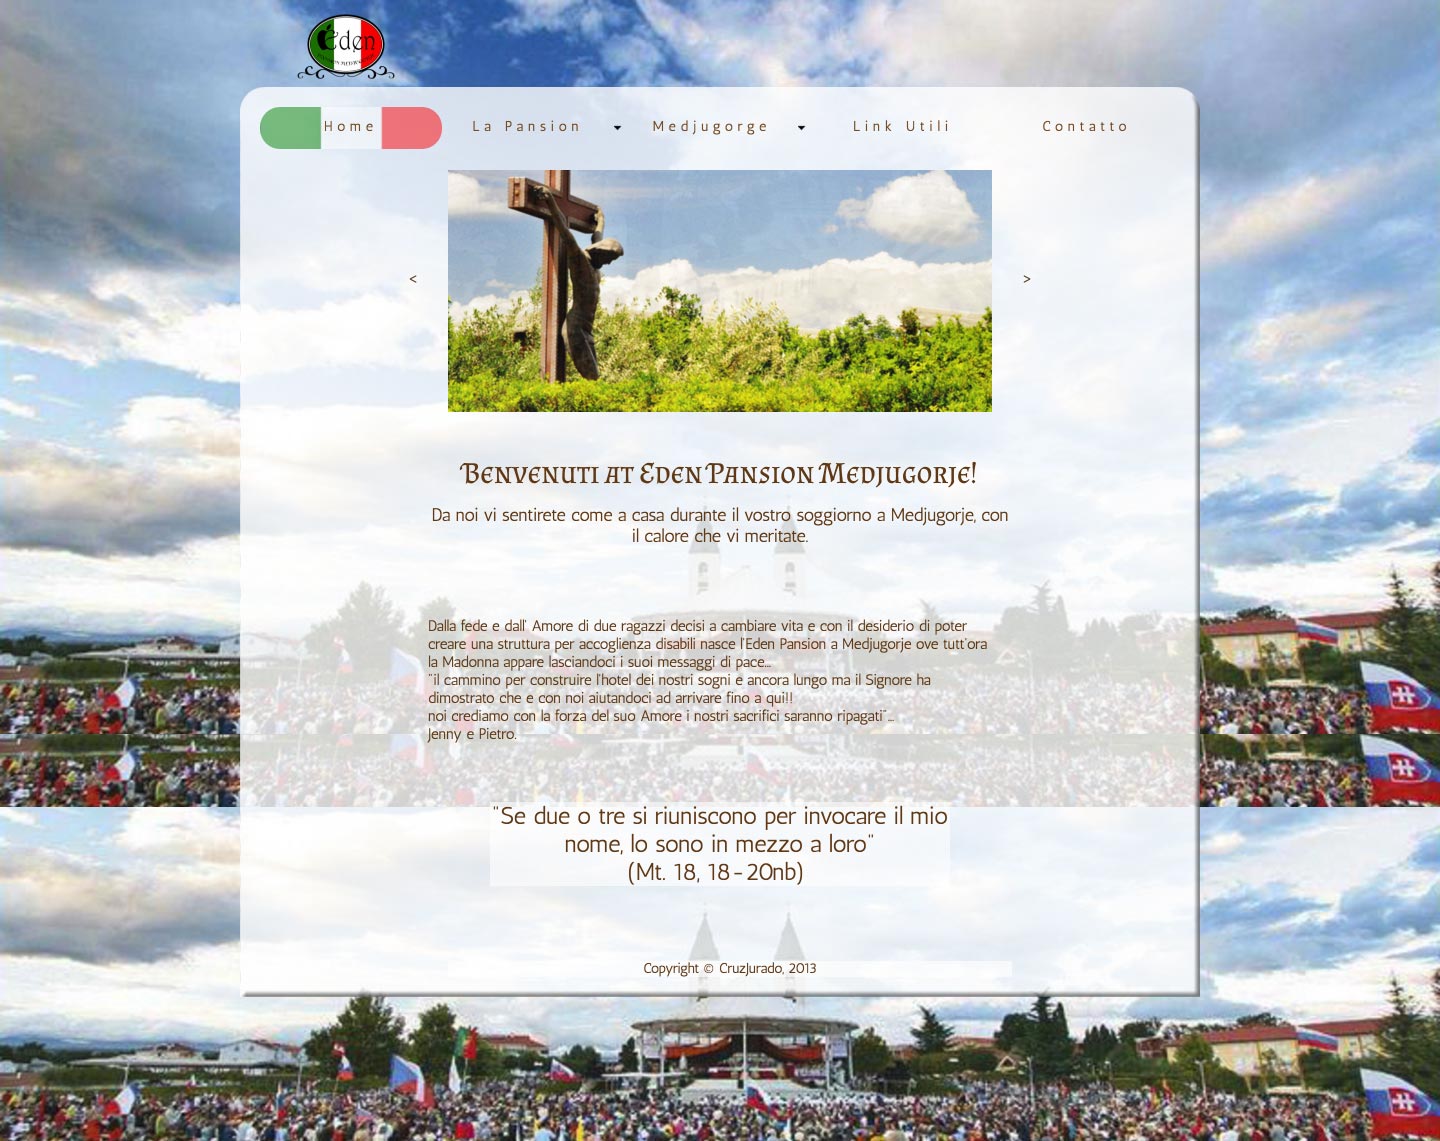 Eden
Home
La Pansion
Medjugorge
Link Utili
Contatto
<
>
Benvenuti at Eden Pansion Medjugorje!
Da noi vi sentirete come a casa durante il vostro soggiorno a Medjugorje, con
il calore che vi meritate.
Dalla fede e dall' Amore di due ragazzi decisi a cambiare vita e con il desiderio di poter
creare una struttura per accoglienza disabili nasce l'Eden Pansion a Medjugorje ove tutt'ora
la Madonna appare lasciandoci i suoi messaggi di pace...
"il cammino per construire l'hotel dei nostri sogni e ancora lungo ma il Signore ha
dimostrato che e con noi aiutandoci ad arrivare fino a qui!!
noi crediamo con la forza del suo Amore i nostri sacrifici saranno ripagati"...
Jenny e Pietro.
"Se due o tre si riuniscono per invocare il mio
nome, lo sono in mezzo a loro"
(Mt. 18, 18-20nb)
Copyright © CruzJurado, 2013